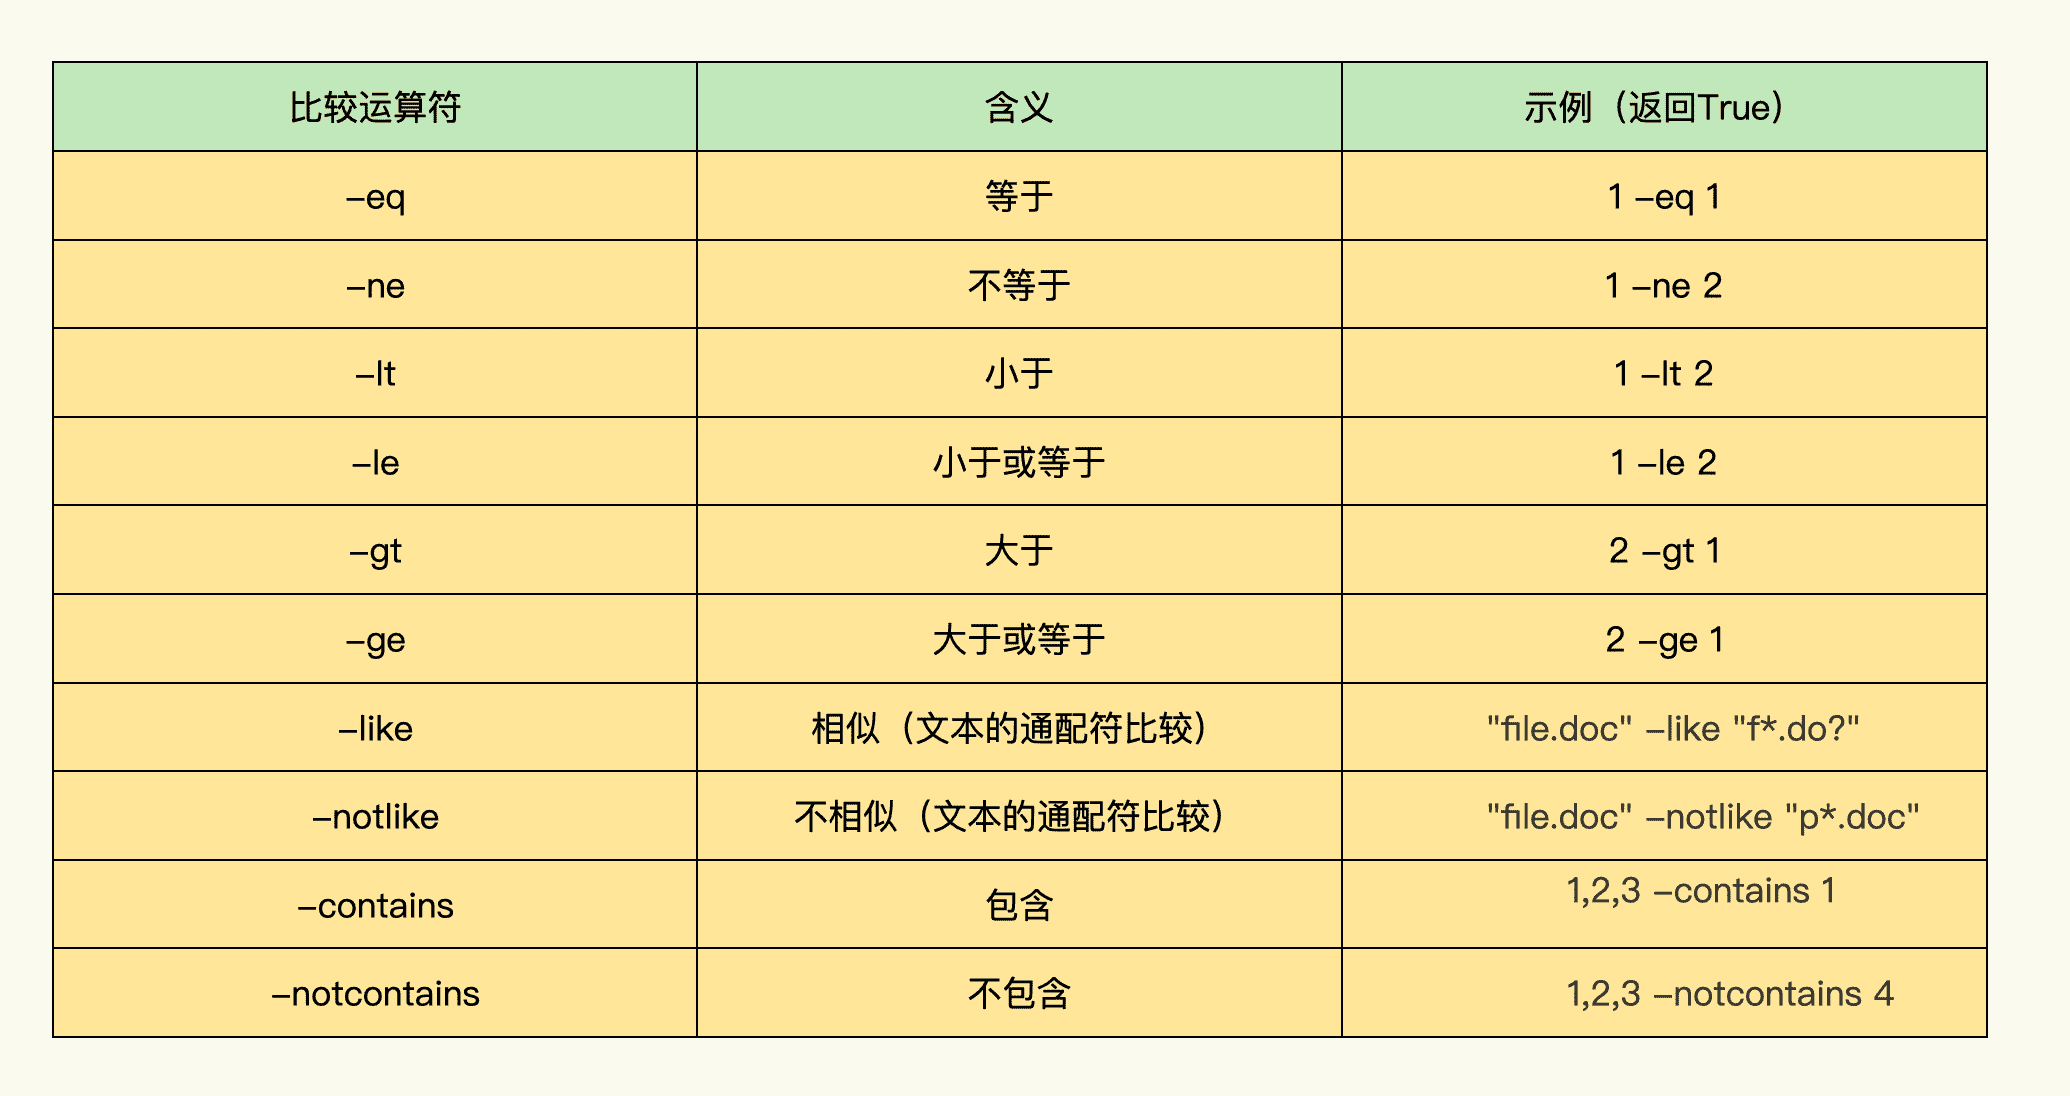 比较运算符 含义 示例（返回True）
–eq 等于 1 –eq 1
–ne 不等于 1 –ne 2
–lt 小于 1 –lt 2
–le 小于或等于 1 –le 2
–gt 大于 2 –gt 1
–ge 大于或等于 2 –ge 1
–like 相似（文本的通配符比较） "file.doc" –like "f*.do?"
–notlike 不相似（文本的通配符比较） "file.doc" –notlike "p*.doc"
–contains 包含 1,2,3 –contains 1
–notcontains 不包含 1,2,3 –notcontains 4